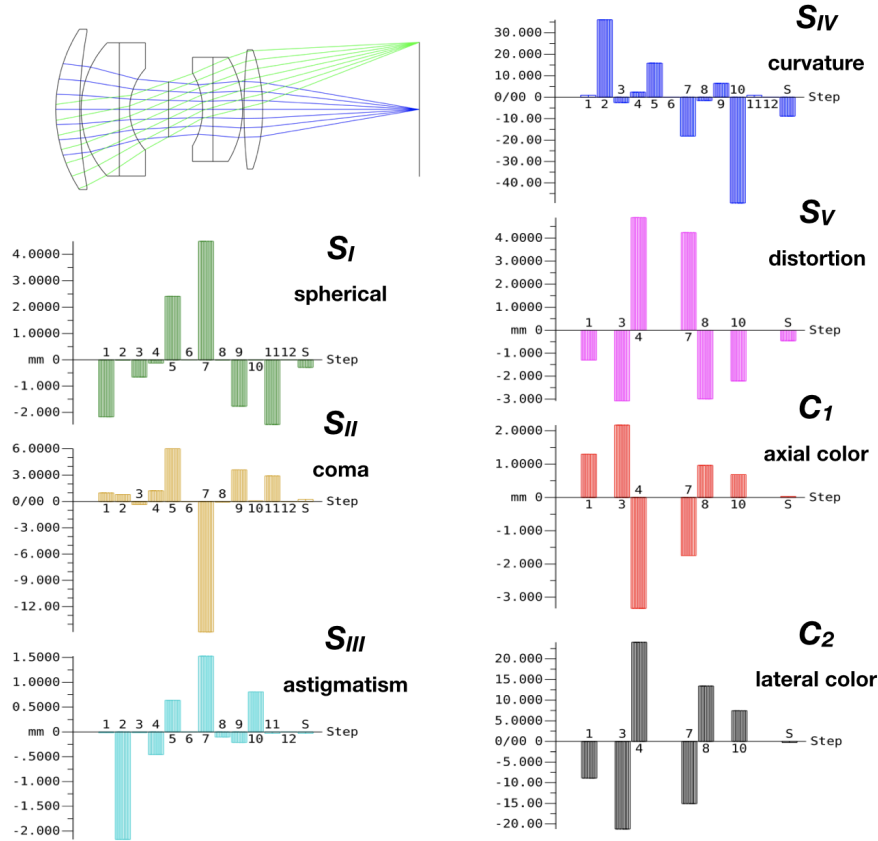 S_IV
curvature
30.000
20.000
10.000
0/00 0
-10.00
-20.00
-30.00
-40.00
1 2 3 4 5 6 7 8 9 10 11 12 S
Step
S_I
spherical
4.0000
3.0000
2.0000
1.0000
mm 0
-1.000
-2.000
1 2 3 4 5 6 7 8 9 10 11 12 S
Step
S_V
distortion
4.0000
3.0000
2.0000
1.0000
mm 0
-1.000
-2.000
-3.000
1 3 4 7 8 10 S
Step
S_II
coma
6.0000
3.0000
0/00 0
-3.000
-6.000
-9.000
-12.00
1 2 3 4 5 6 7 8 9 10 11 12 S
Step
C_1
axial color
2.0000
1.0000
mm 0
-1.000
-2.000
-3.000
1 3 4 7 8 10 S
Step
S_III
astigmatism
1.5000
1.0000
0.5000
mm 0
-.5000
-1.000
-1.500
-2.000
1 2 3 4 5 6 7 8 9 10 11 12 S
Step
C_2
lateral color
20.000
15.000
10.000
5.0000
0/00 0
-5.000
-10.00
-15.00
-20.00
1 3 4 7 8 10 S
Step